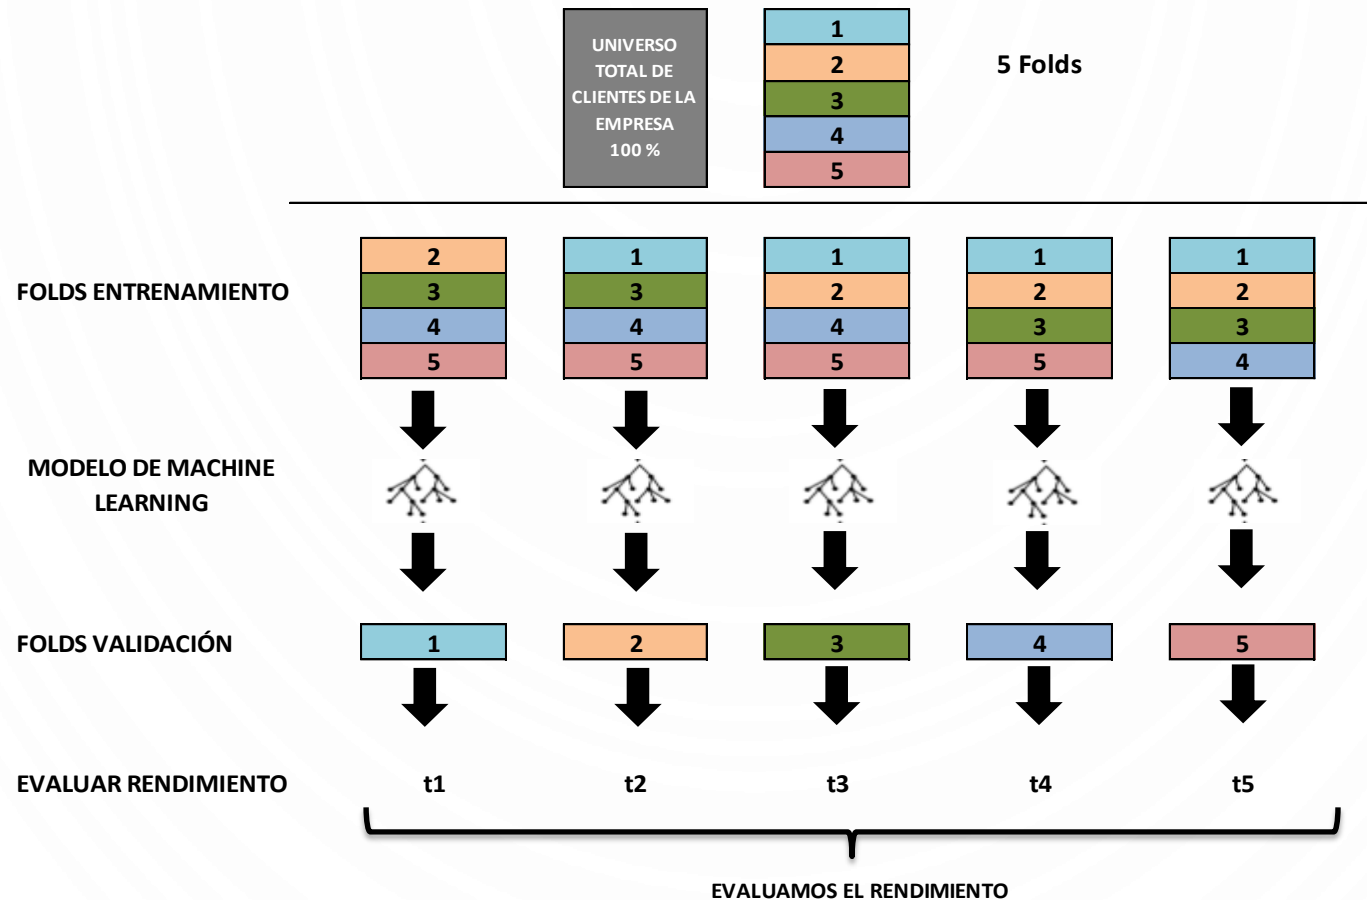 UNIVERSO
TOTAL DE
CLIENTES DE LA
EMPRESA
100 %
1
2
3
4
5
5 Folds
FOLDS ENTRENAMIENTO
2
3
4
5
1
3
4
5
1
2
4
5
1
2
3
5
1
2
3
4
MODELO DE MACHINE
LEARNING
FOLDS VALIDACIÓN
1
2
3
4
5
EVALUAR RENDIMIENTO
t1
t2
t3
t4
t5
EVALUAMOS EL RENDIMIENTO